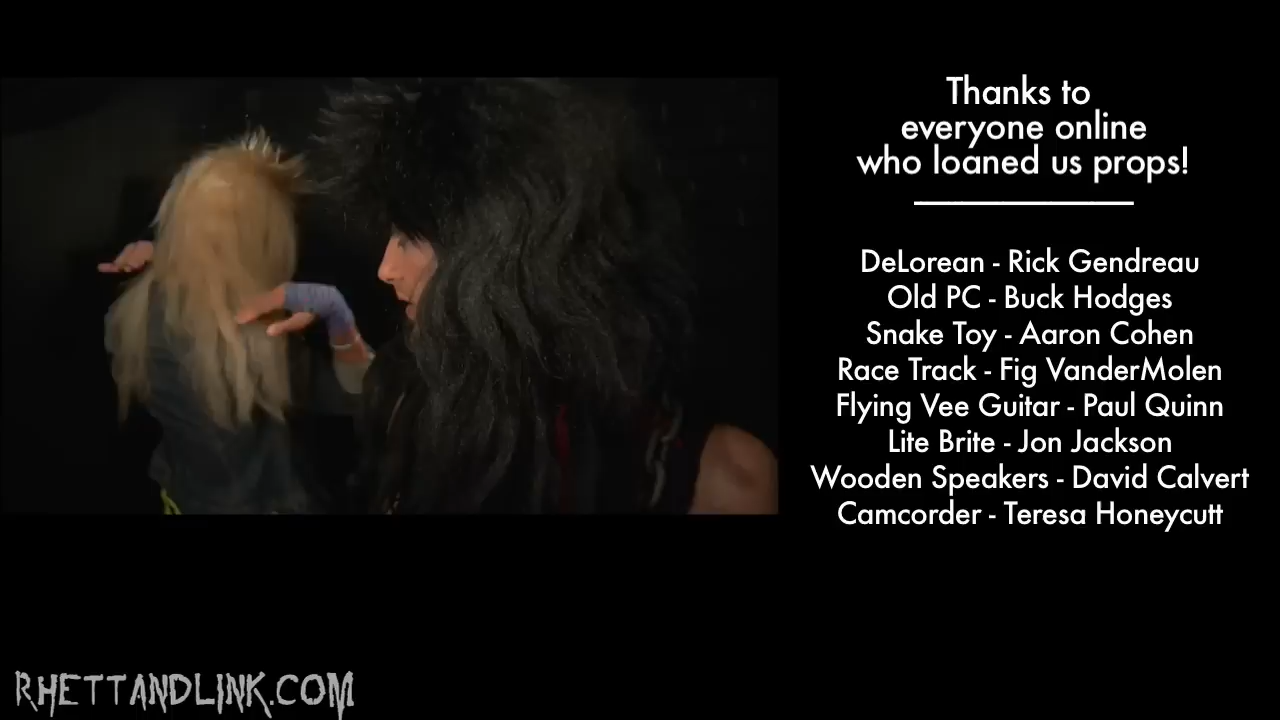 Thanks to
everyone online
who loaned us props!
DeLorean - Rick Gendreau
Old PC - Buck Hodges
Snake Toy - Aaron Cohen
Race Track - Fig VanderMolen
Flying Vee Guitar - Paul Quinn
Lite Brite - Jon Jackson
Wooden Speakers - David Calvert
Camcorder - Teresa Honeycutt
RHETTANDLINK.COM